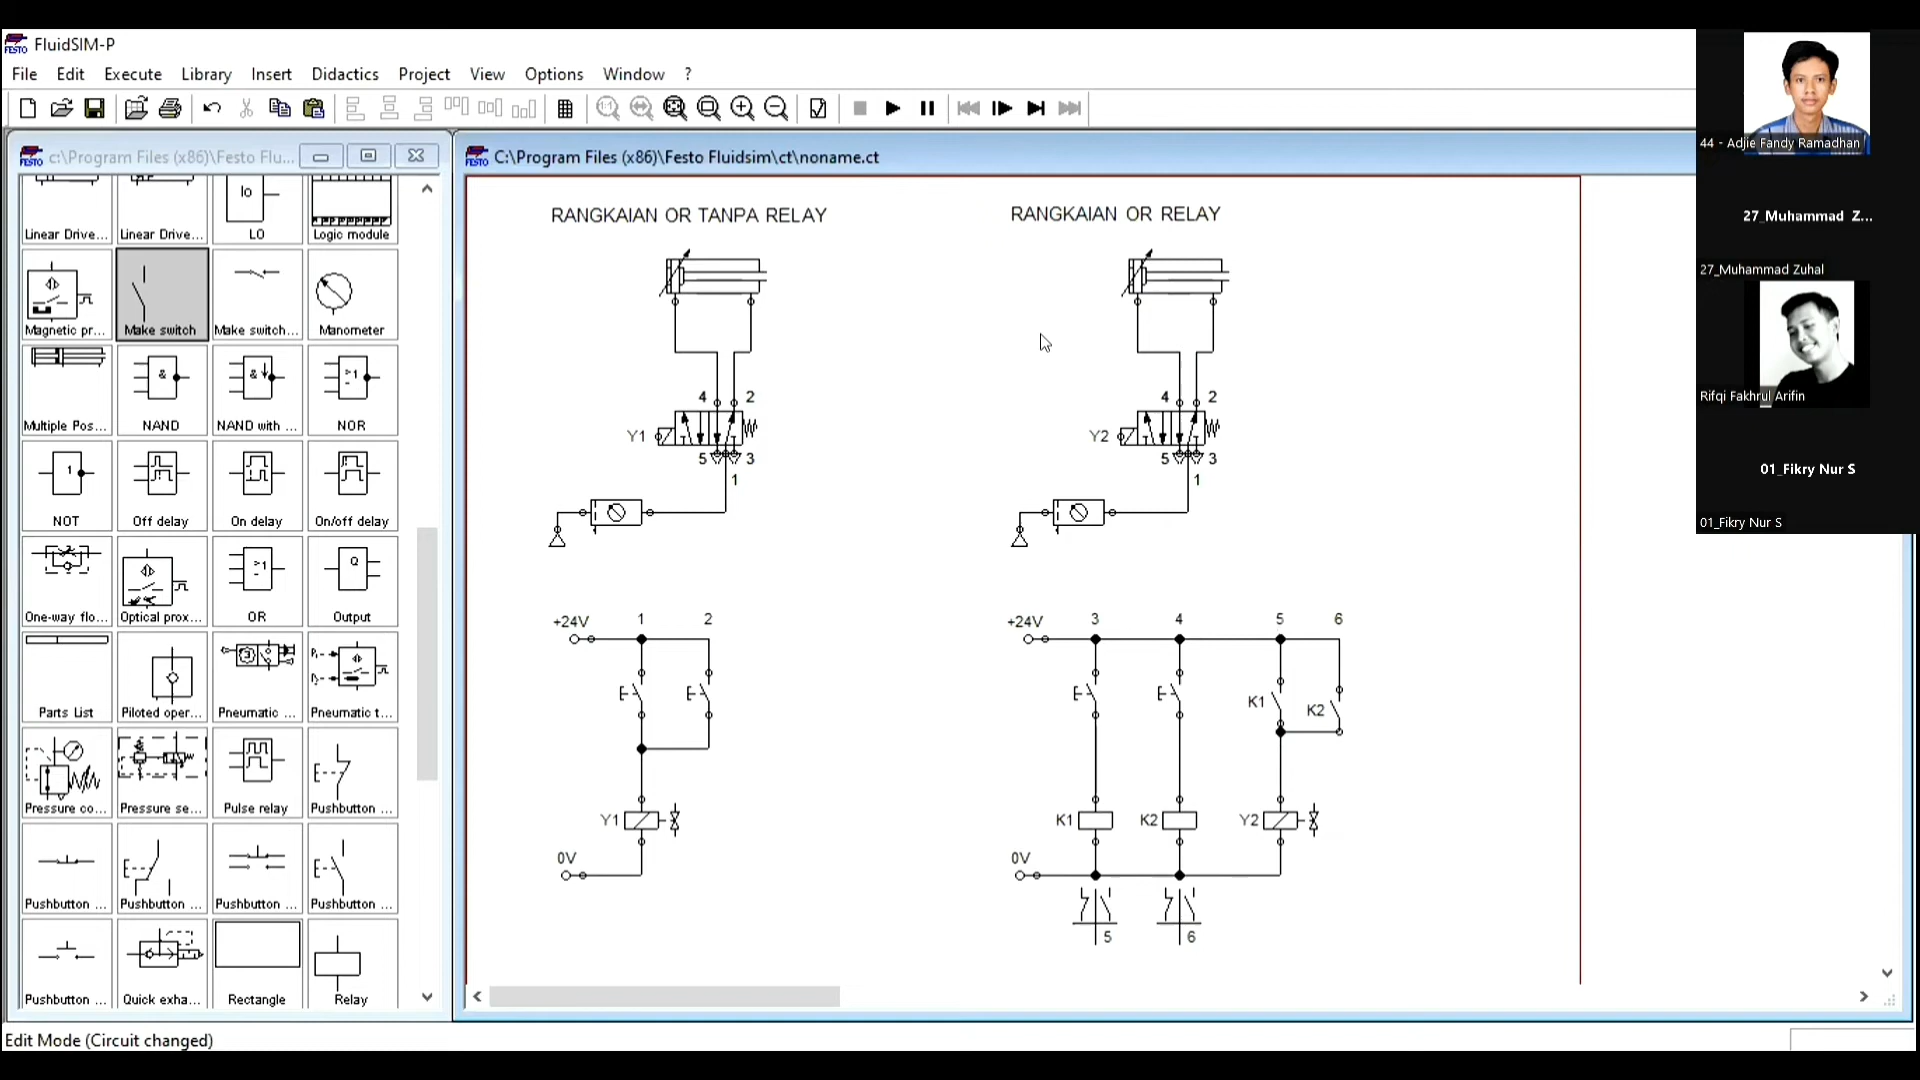 FESTO FluidSIM-P
File Edit Execute Library Insert Didactics Project View Options Window ?
FESTO c:\Program Files (x86)\Festo Flu...
FESTO C:\Program Files (x86)\Festo Fluidsim\ct\noname.ct
Linear Drive... Linear Drive... LO Logic module
Magnetic pr... Make switch Make switch... Manometer
Multiple Pos... NAND NAND with ... NOR
NOT Off delay On delay On/off delay
One-way flo... Optical prox... OR Output
Parts List Piloted oper... Pneumatic ... Pneumatic t...
Pressure co... Pressure se... Pulse relay Pushbutton ...
Pushbutton ... Pushbutton ... Pushbutton ... Pushbutton ...
Pushbutton ... Quick exha... Rectangle Relay
RANGKAIAN OR TANPA RELAY
4 2
Y1
5 3
1
+24V 1 2
Y1
0V
RANGKAIAN OR RELAY
4 2
Y2
5 3
1
+24V 3 4 5 6
K1 K2
K1 K2 Y2
0V
5 6
44 - Adjie Fandy Ramadhan
27_Muhammad Z...
27_Muhammad Zuhal
Rifqi Fakhrul Arifin
01_Fikry Nur S
01_Fikry Nur S
Edit Mode (Circuit changed)